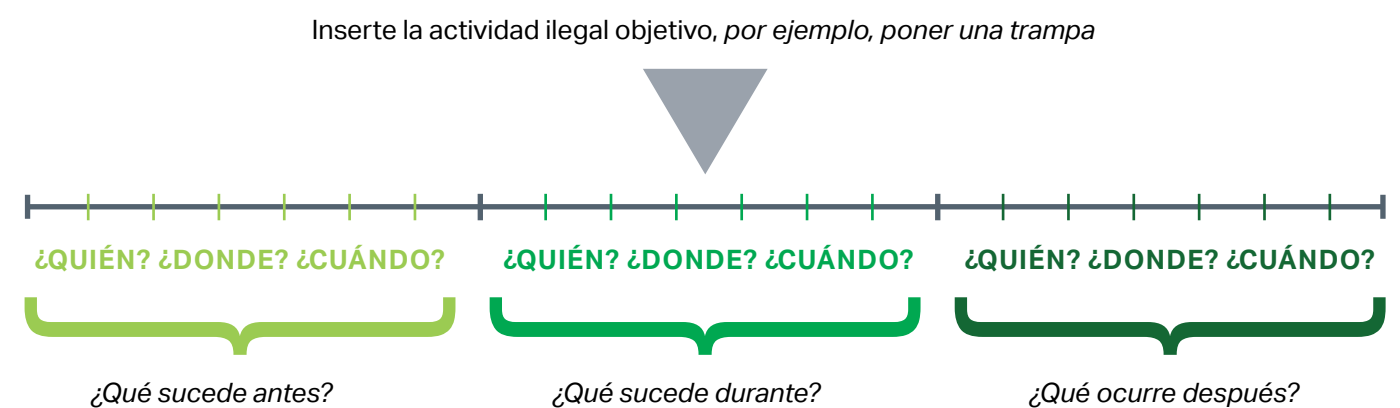 Inserte la actividad ilegal objetivo, por ejemplo, poner una trampa
¿QUIÉN? ¿DONDE? ¿CUÁNDO? ¿QUIÉN? ¿DONDE? ¿CUÁNDO? ¿QUIÉN? ¿DONDE? ¿CUÁNDO?
¿Qué sucede antes? ¿Qué sucede durante? ¿Qué ocurre después?